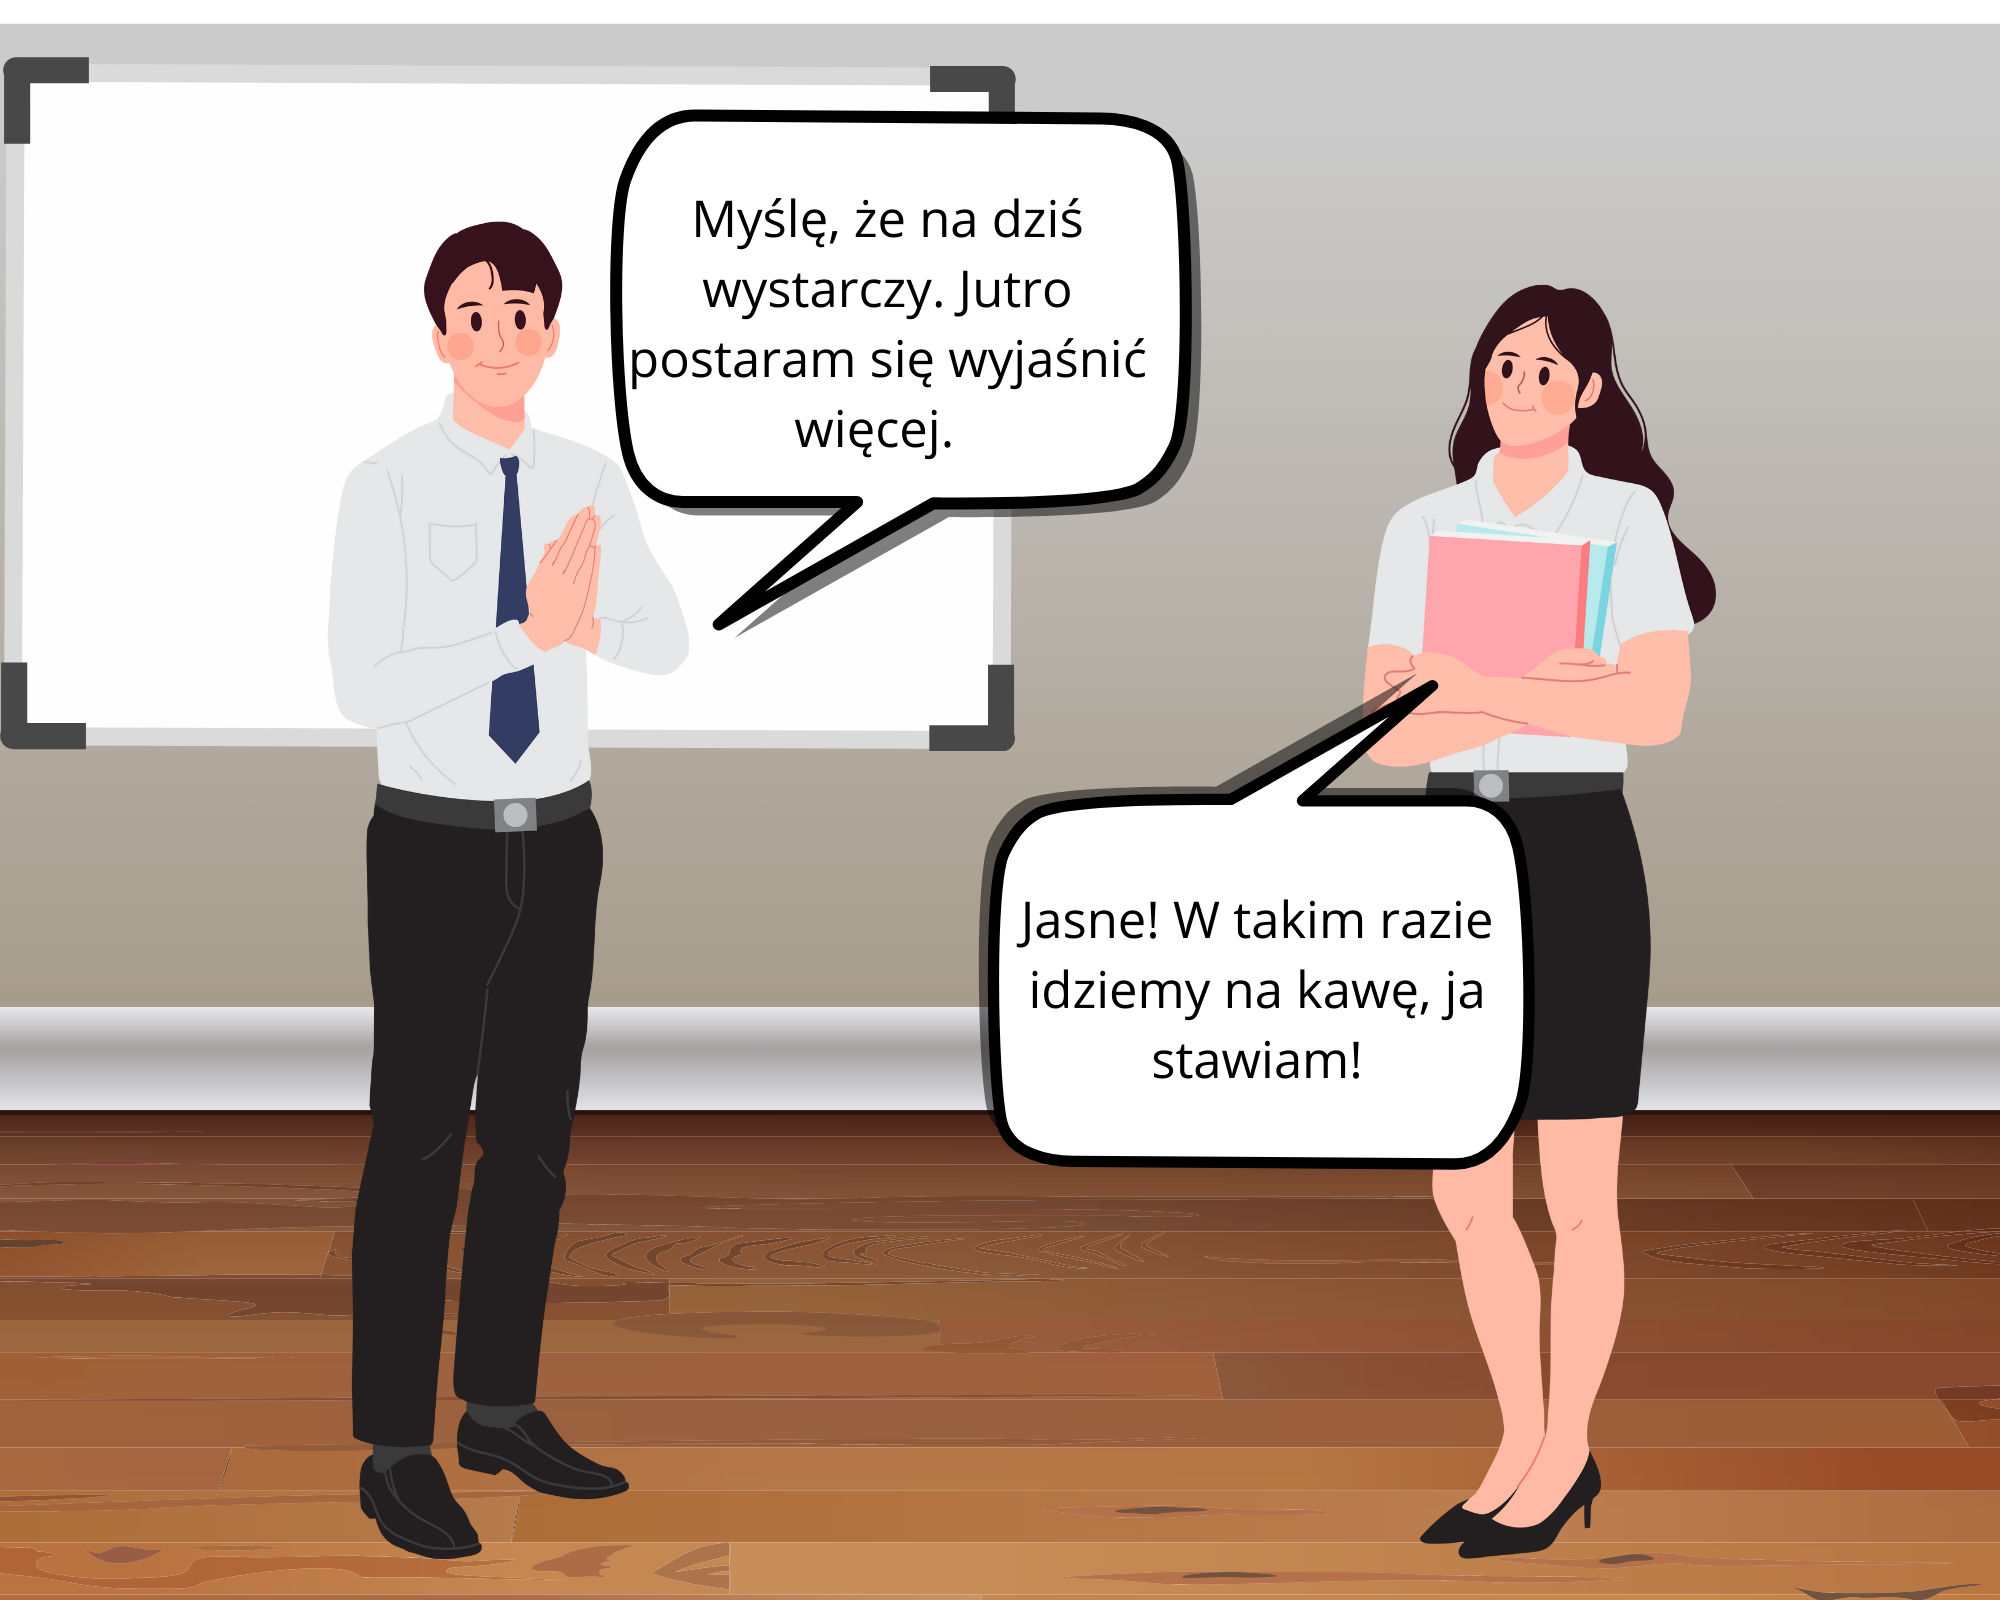 Myślę, że na dziś
wystarczy. Jutro
postaram się wyjaśnić
więcej.
Jasne! W takim razie
idziemy na kawę, ja
stawiam!